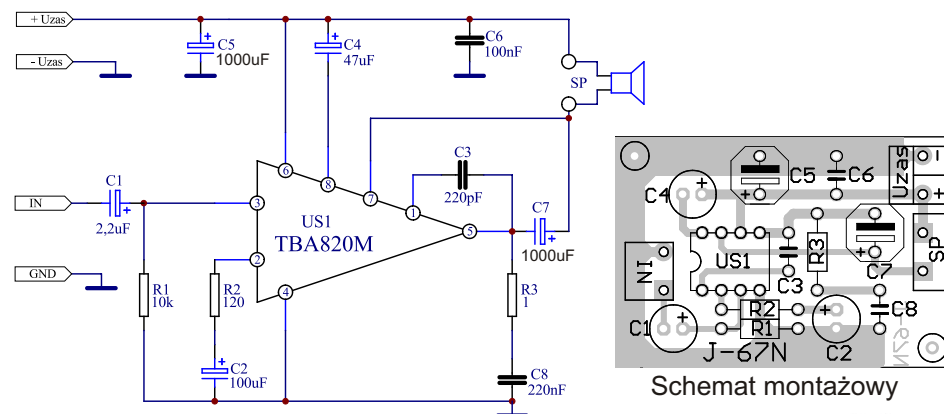 + Uzas
- Uzas
C5
1000uF
C4
47uF
C6
100nF
SP
6
8
7
1
3
5
2
4
C3
220pF
US1
TBA820M
IN
C1
2,2uF
C7
1000uF
GND
R1
10k
R2
120
R3
1
C2
100uF
C8
220nF
C4
C5
C6
Uzas
-
+
IN
US1
C3
R3
C7
SP
R2
R1
C1
C2
C8
J-67N
J-67N
Schemat montażowy